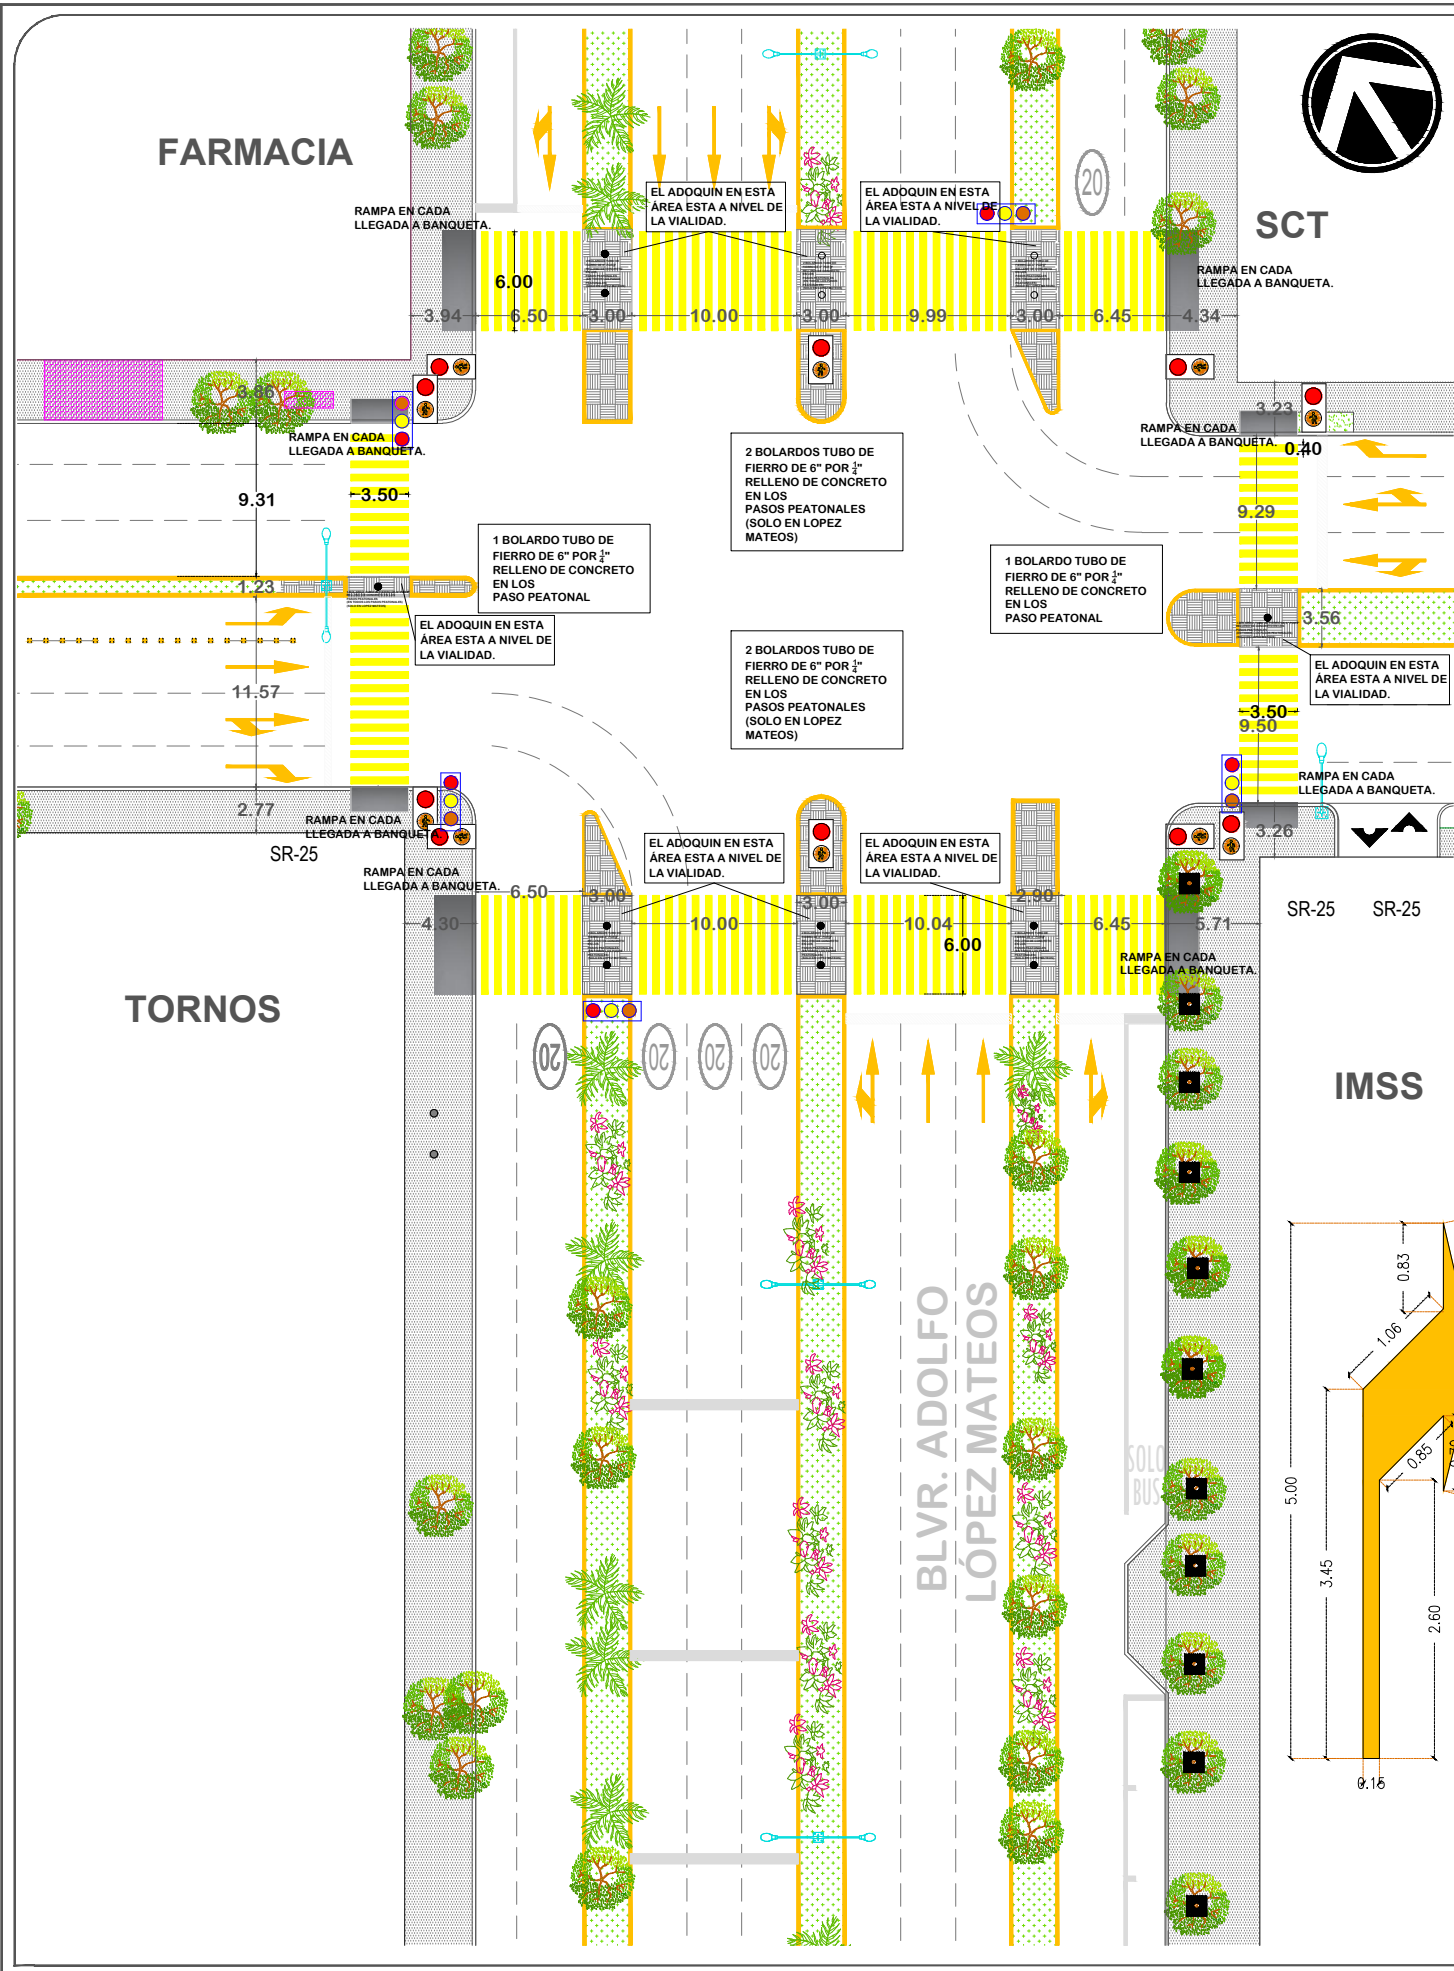 FARMACIA
SCT
20
EL ADOQUIN EN ESTA
ÁREA ESTA A NIVEL DE
LA VIALIDAD.
EL ADOQUIN EN ESTA
ÁREA ESTA A NIVEL DE
LA VIALIDAD.
RAMPA EN CADA
LLEGADA A BANQUETA.
RAMPA EN CADA
LLEGADA A BANQUETA.
6.00
3.94
6.50
3.00
10.00
3.00
9.99
3.00
6.45
4.34
3.86
3.23
RAMPA EN CADA
LLEGADA A BANQUETA.
RAMPA EN CADA
LLEGADA A BANQUETA.
0.40
9.31
3.50
9.29
2 BOLARDOS TUBO DE
FIERRO DE 6" POR 1/4"
RELLENO DE CONCRETO
EN LOS
PASOS PEATONALES
(SOLO EN LOPEZ
MATEOS)
1 BOLARDO TUBO DE
FIERRO DE 6" POR 1/4"
RELLENO DE CONCRETO
EN LOS
PASO PEATONAL
1 BOLARDO TUBO DE
FIERRO DE 6" POR 1/4"
RELLENO DE CONCRETO
EN LOS
PASO PEATONAL
1.23
3.56
EL ADOQUIN EN ESTA
ÁREA ESTA A NIVEL DE
LA VIALIDAD.
2 BOLARDOS TUBO DE
FIERRO DE 6" POR 1/4"
RELLENO DE CONCRETO
EN LOS
PASOS PEATONALES
(SOLO EN LOPEZ
MATEOS)
EL ADOQUIN EN ESTA
ÁREA ESTA A NIVEL DE
LA VIALIDAD.
11.57
3.50
9.50
RAMPA EN CADA
LLEGADA A BANQUETA.
2.77
RAMPA EN CADA
LLEGADA A BANQUETA.
SR-25
3.26
EL ADOQUIN EN ESTA
ÁREA ESTA A NIVEL DE
LA VIALIDAD.
EL ADOQUIN EN ESTA
ÁREA ESTA A NIVEL DE
LA VIALIDAD.
RAMPA EN CADA
LLEGADA A BANQUETA.
6.50
3.00
3.00
2.90
4.30
10.00
10.04
6.00
6.45
5.71
SR-25
SR-25
RAMPA EN CADA
LLEGADA A BANQUETA.
TORNOS
20
20
20
20
IMSS
BLVR. ADOLFO
LÓPEZ MATEOS
SOLO
BUS
0.83
1.06
0.85
5.00
3.45
2.60
0.15